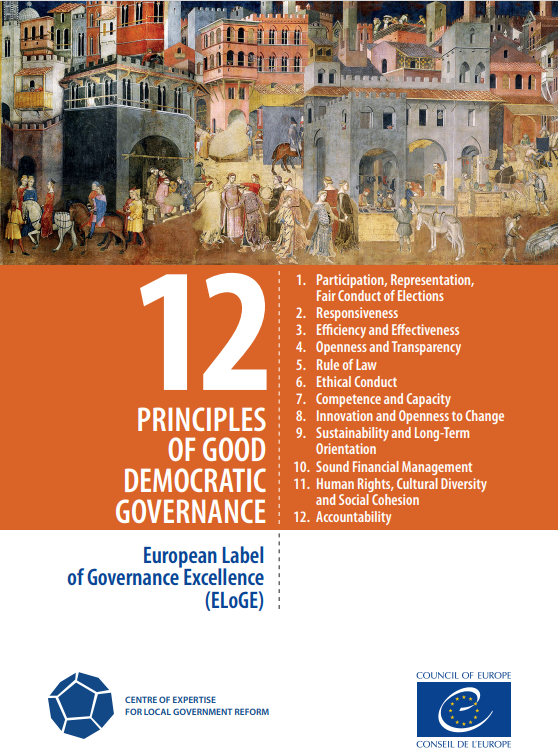 12
PRINCIPLES
OF GOOD
DEMOCRATIC
GOVERNANCE
1. Participation, Representation,
Fair Conduct of Elections
2. Responsiveness
3. Efficiency and Effectiveness
4. Openness and Transparency
5. Rule of Law
6. Ethical Conduct
7. Competence and Capacity
8. Innovation and Openness to Change
9. Sustainability and Long-Term
Orientation
10. Sound Financial Management
11. Human Rights, Cultural Diversity
and Social Cohesion
12. Accountability
European Label
of Governance Excellence
(ELoGE)
CENTRE OF EXPERTISE
FOR LOCAL GOVERNMENT REFORM
COUNCIL OF EUROPE
CONSEIL DE L'EUROPE